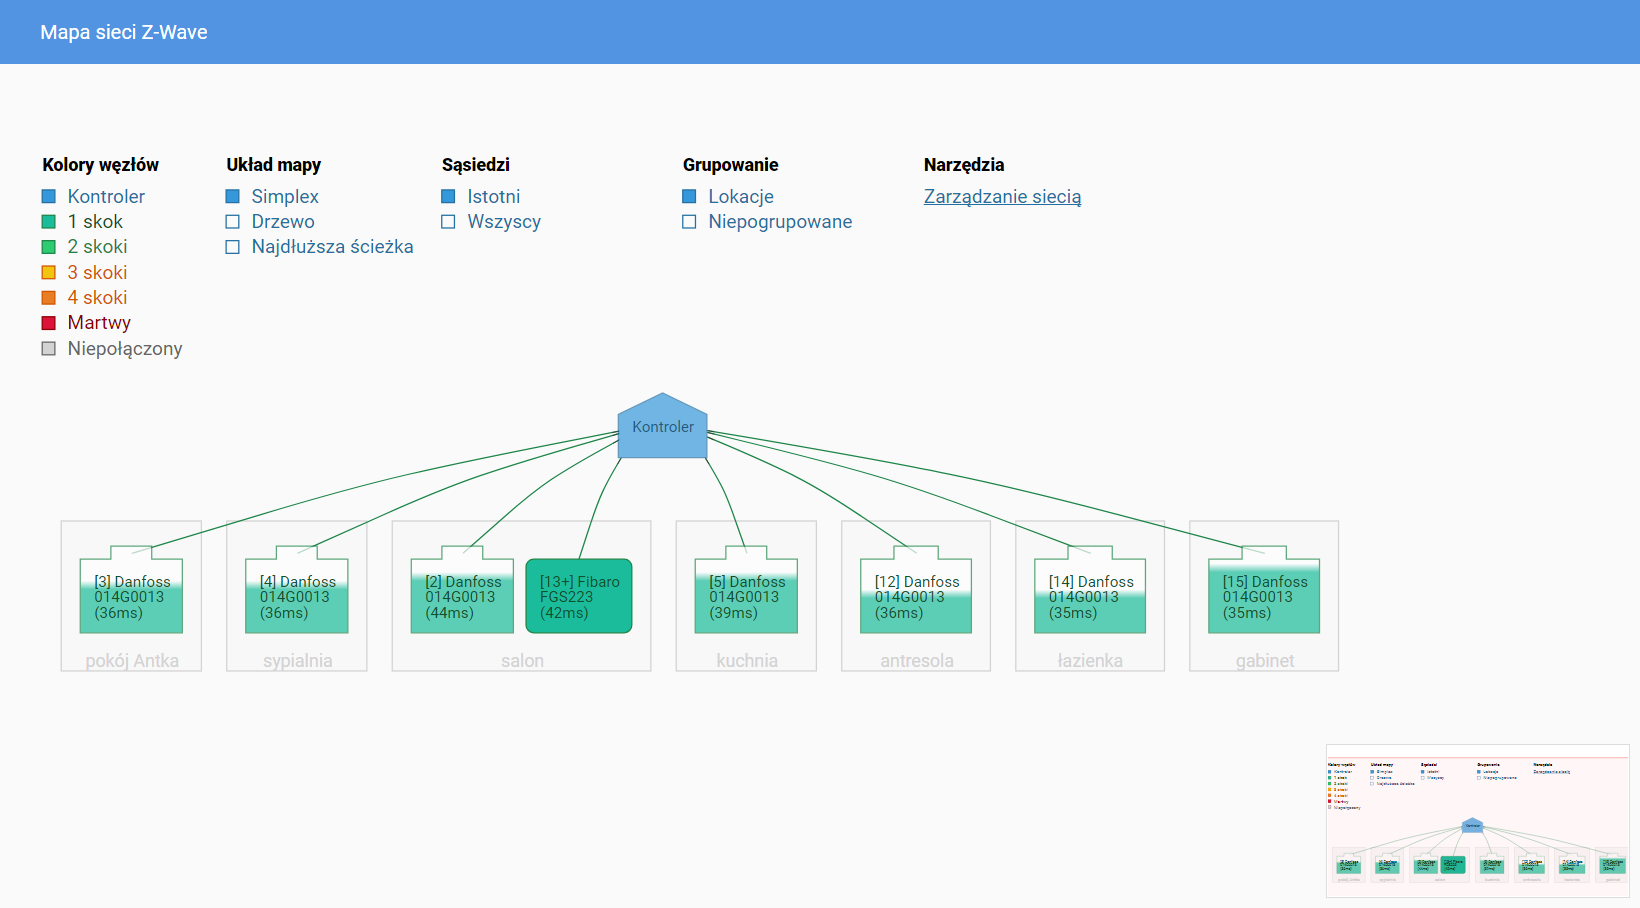 Mapa sieci Z-Wave
Kolory węzłów
Kontroler
1 skok
2 skoki
3 skoki
4 skoki
Martwy
Niepołączony
Układ mapy
Simplex
Drzewo
Najdłuższa ścieżka
Sąsiedzi
Istotni
Wszyscy
Grupowanie
Lokacje
Niepogrupowane
Narzędzia
Zarządzanie siecią
Kontroler
[3] Danfoss
014G0013
(36ms)
pokój Antka
[4] Danfoss
014G0013
(36ms)
sypialnia
[2] Danfoss
014G0013
(44ms)
[13+] Fibaro
FGS223
(42ms)
salon
[5] Danfoss
014G0013
(39ms)
kuchnia
[12] Danfoss
014G0013
(36ms)
antresola
[14] Danfoss
014G0013
(35ms)
łazienka
[15] Danfoss
014G0013
(35ms)
gabinet